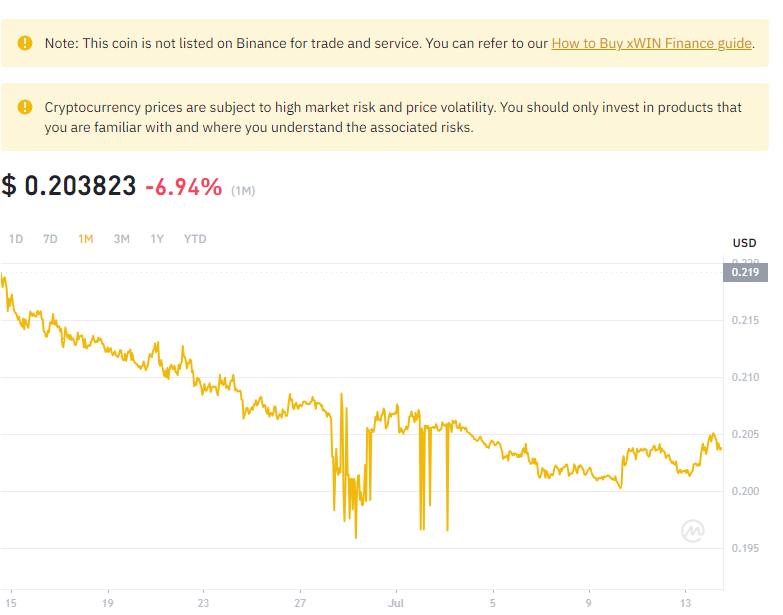 Note: This coin is not listed on Binance for trade and service. You can refer to our How to Buy xWIN Finance guide.
Cryptocurrency prices are subject to high market risk and price volatility. You should only invest in products that
you are familiar with and where you understand the associated risks.
$ 0.203823 -6.94% (1M)
1D 7D 1M 3M 1Y YTD
USD
0.220
0.219
0.215
0.210
0.205
0.200
0.195
15 19 23 27 Jul 5 9 13